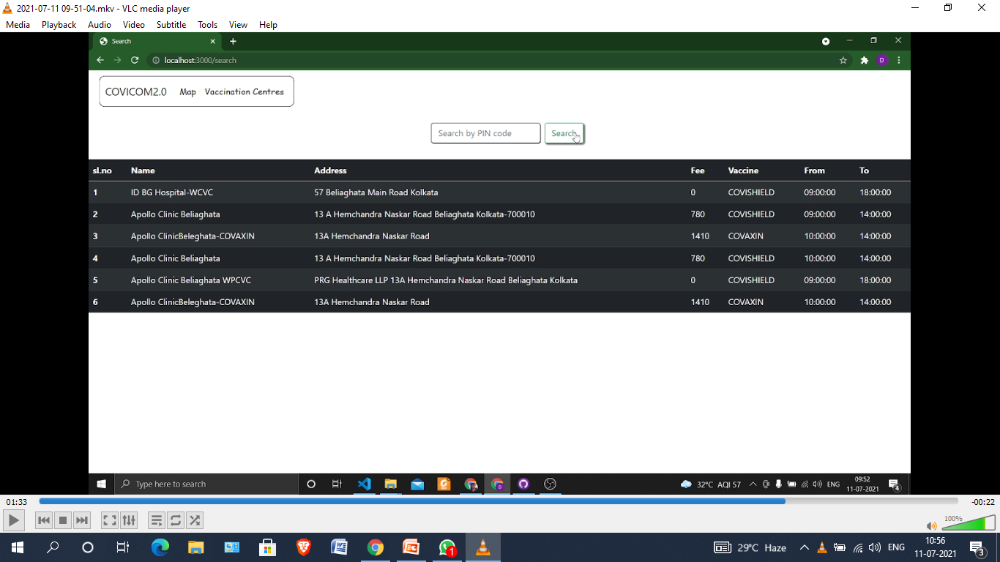 2021-07-11 09-51-04.mkv - VLC media player
Media Playback Audio Video Subtitle Tools View Help
Search
localhost:3000/search
D
COVICOM2.0 Map Vaccination Centres
Search by PIN code Search
sl.no Name Address Fee Vaccine From To
1 ID BG Hospital-WCVC 57 Beliaghata Main Road Kolkata 0 COVISHIELD 09:00:00 18:00:00
2 Apollo Clinic Beliaghata 13 A Hemchandra Naskar Road Beliaghata Kolkata-700010 780 COVISHIELD 09:00:00 14:00:00
3 Apollo ClinicBeleghata-COVAXIN 13A Hemchandra Naskar Road 1410 COVAXIN 10:00:00 14:00:00
4 Apollo Clinic Beliaghata 13 A Hemchandra Naskar Road Beliaghata Kolkata-700010 780 COVISHIELD 10:00:00 14:00:00
5 Apollo Clinic Beliaghata WPCVC PRG Healthcare LLP 13A Hemchandra Naskar Road Beliaghata Kolkata 0 COVISHIELD 09:00:00 18:00:00
6 Apollo ClinicBeleghata-COVAXIN 13A Hemchandra Naskar Road 1410 COVAXIN 10:00:00 14:00:00
Type here to search 32°C AQI 57 ENG 09:52
11-07-2021 4
01:33 -00:22
100%
29°C Haze ENG 10:56
11-07-2021 1 3